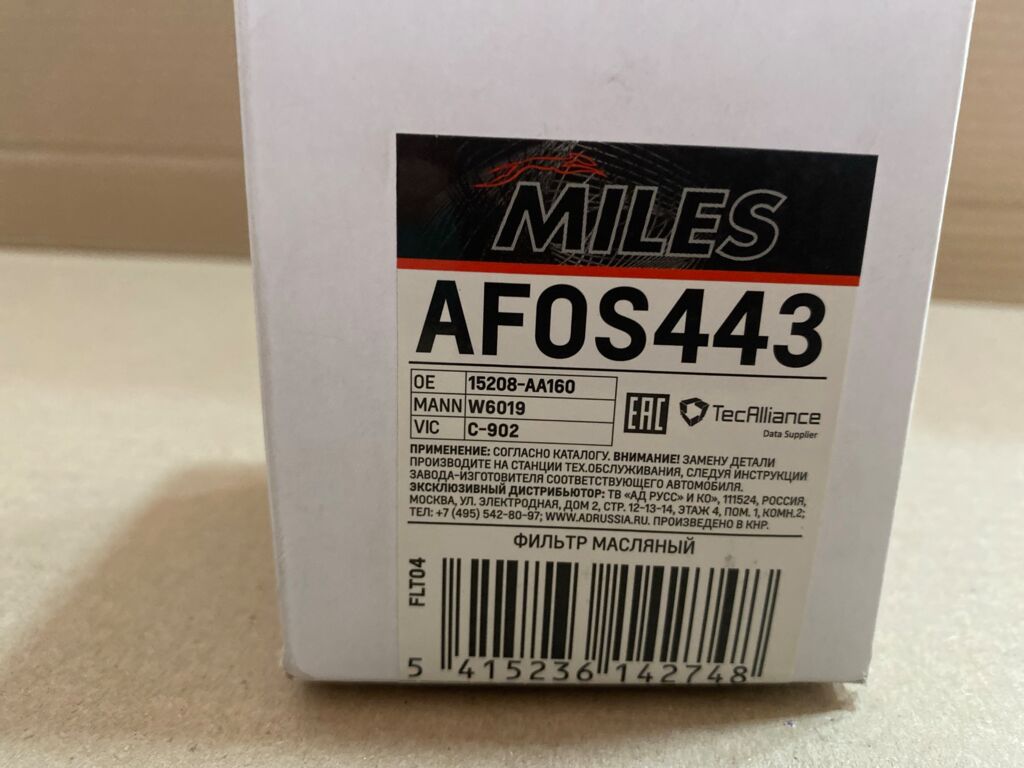 MILES
AFOS443
OE 15208-AA160
MANN W6019
VIC C-902
EAC TecAlliance
Data Supplier
ПРИМЕНЕНИЕ: СОГЛАСНО КАТАЛОГУ. ВНИМАНИЕ! ЗАМЕНУ ДЕТАЛИ
ПРОИЗВОДИТЕ НА СТАНЦИИ ТЕХ.ОБСЛУЖИВАНИЯ, СЛЕДУЯ ИНСТРУКЦИИ
ЗАВОДА-ИЗГОТОВИТЕЛЯ СООТВЕТСТВУЮЩЕГО АВТОМОБИЛЯ.
ЭКСКЛЮЗИВНЫЙ ДИСТРИБЬЮТОР: ТВ «АД РУСС» И КО», 111524, РОССИЯ,
МОСКВА, УЛ. ЭЛЕКТРОДНАЯ, ДОМ 2, СТР. 12-13-14, ЭТАЖ 4, ПОМ. 1, КОМН.2;
ТЕЛ: +7 (495) 542-80-97; WWW.ADRUSSIA.RU. ПРОИЗВЕДЕНО В КНР.
ФИЛЬТР МАСЛЯНЫЙ
FLT04
5 415236 142748